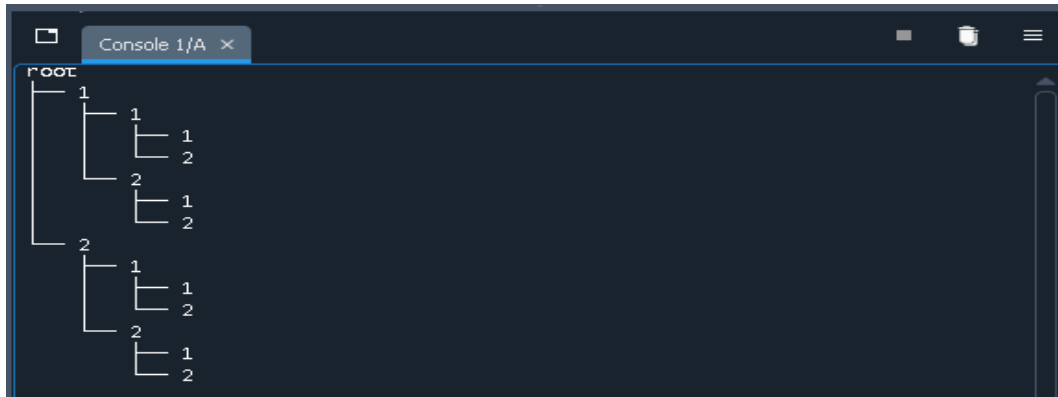 Console 1/A
root
├── 1
│   ├── 1
│   │   ├── 1
│   │   └── 2
│   └── 2
│       ├── 1
│       └── 2
└── 2
    ├── 1
    │   ├── 1
    │   └── 2
    └── 2
        ├── 1
        └── 2